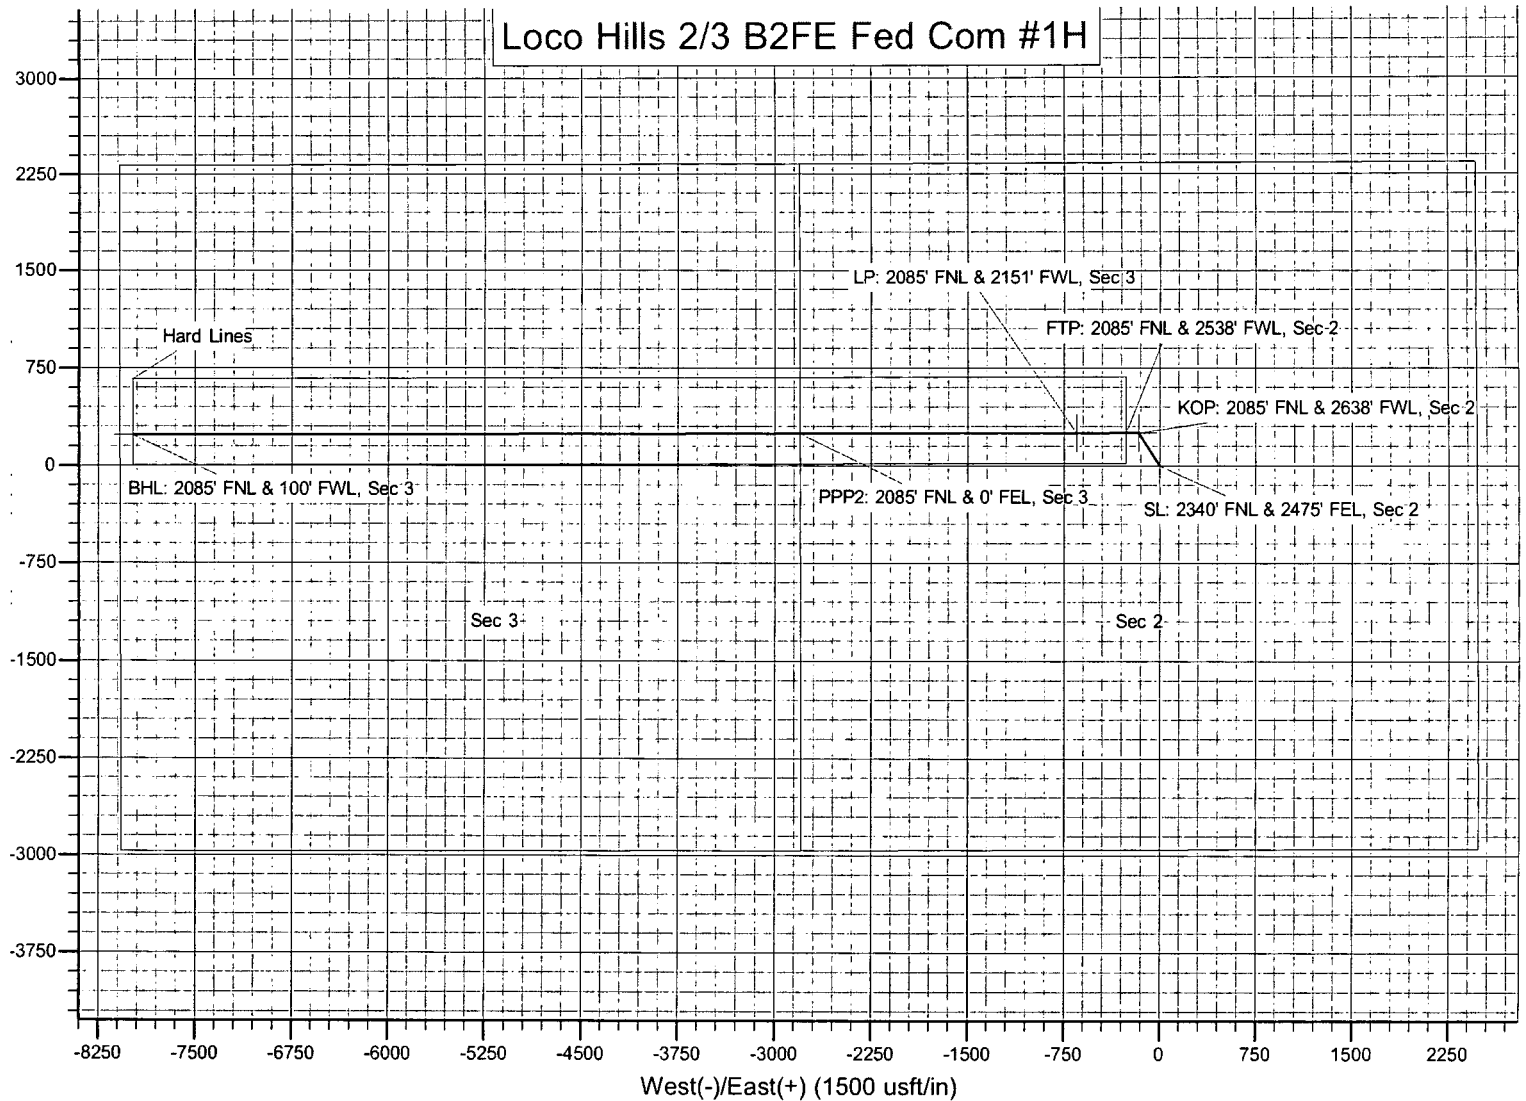 Loco Hills 2/3 B2FE Fed Com #1H
3000
2250
1500
LP: 2085' FNL & 2151' FWL, Sec 3
FTP: 2085' FNL & 2538' FWL, Sec 2
Hard Lines
750
KOP: 2085' FNL & 2638' FWL, Sec 2
0
BHL: 2085' FNL & 100' FWL, Sec 3
PPP2: 2085' FNL & 0' FEL, Sec 3
SL: 2340' FNL & 2475' FEL, Sec 2
-750
Sec 3
Sec 2
-1500
-2250
-3000
-3750
-8250 -7500 -6750 -6000 -5250 -4500 -3750 -3000 -2250 -1500 -750 0 750 1500 2250
West(-)/East(+) (1500 usft/in)